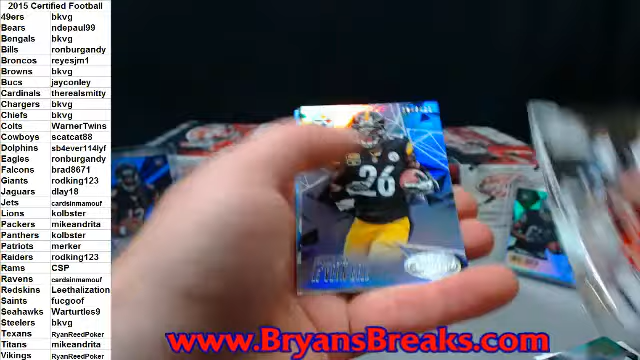 2015 Certified Football
49ers bkvg
Bears ndepaul99
Bengals bkvg
Bills ronburgandy
Broncos reyesjm1
Browns bkvg
Bucs jayconley
Cardinals therealsmitty
Chargers bkvg
Chiefs bkvg
Colts WarnerTwins
Cowboys scatcat88
Dolphins sb4ever114lyf
Eagles ronburgandy
Falcons brad8671
Giants rodking123
Jaguars dlay18
Jets cardsinmamouf
Lions kolbster
Packers mikeandrita
Panthers kolbster
Patriots merker
Raiders rodking123
Rams CSP
Ravens cardsinmamouf
Redskins Leethalization
Saints fucgoof
Seahawks Warturtles9
Steelers bkvg
Texans RyanReedPoker
Titans mikeandrita
Vikings RyanReedPoker
26
www.BryansBreaks.com